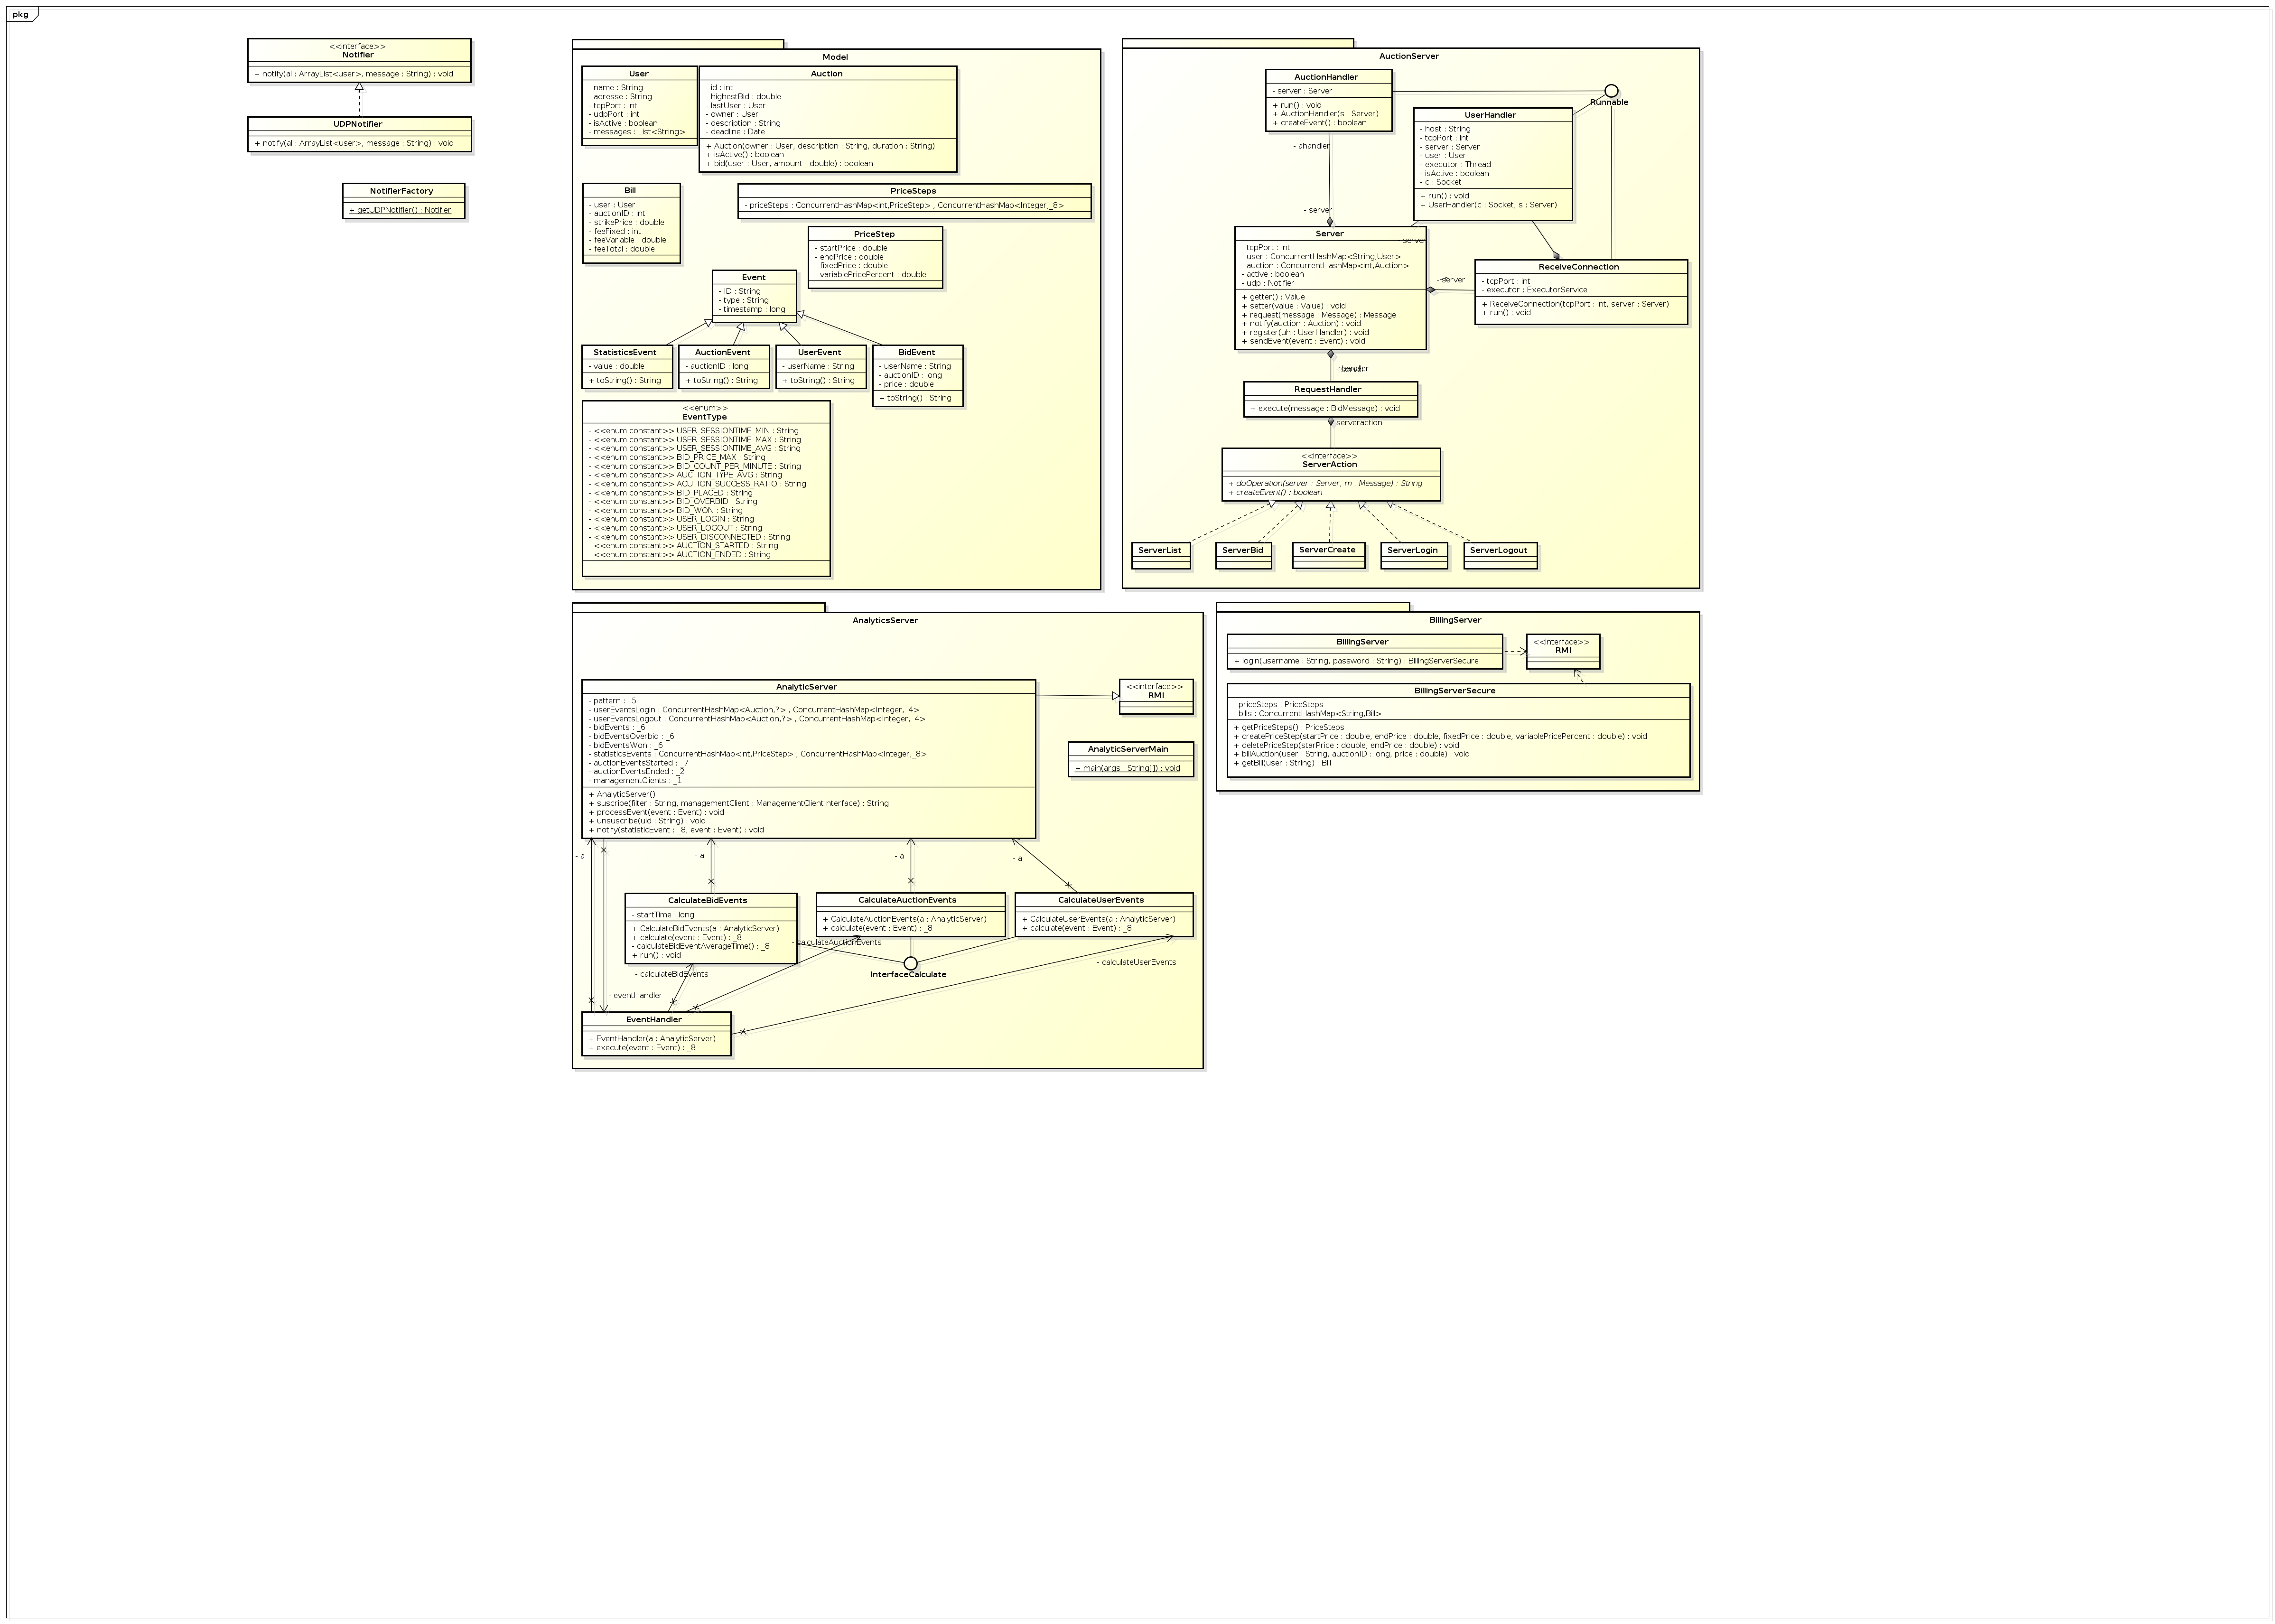 pkg
<<interface>>
Notifier
+ notify(al : ArrayList<user>, message : String) : void
UDPNotifier
+ notify(al : ArrayList<user>, message : String) : void
NotifierFactory
+ getUDPNotifier() : Notifier
Model
User
- name : String
- adresse : String
- tcpPort : int
- udpPort : int
- isActive : boolean
- messages : List<String>
Auction
- id : int
- highestBid : double
- lastUser : User
- owner : User
- description : String
- deadline : Date
+ Auction(owner : User, description : String, duration : String)
+ isActive() : boolean
+ bid(user : User, amount : double) : boolean
Bill
- user : User
- auctionID : int
- strikePrice : double
- feeFixed : int
- feeVariable : double
- feeTotal : double
PriceSteps
- priceSteps : ConcurrentHashMap<int,PriceStep> , ConcurrentHashMap<Integer,_8>
PriceStep
- startPrice : double
- endPrice : double
- fixedPrice : double
- variablePricePercent : double
Event
- ID : String
- type : String
- timestamp : long
StatisticsEvent
- value : double
+ toString() : String
AuctionEvent
- auctionID : long
+ toString() : String
UserEvent
- userName : String
+ toString() : String
BidEvent
- userName : String
- auctionID : long
- price : double
+ toString() : String
<<enum>>
EventType
- <<enum constant>> USER_SESSIONTIME_MIN : String
- <<enum constant>> USER_SESSIONTIME_MAX : String
- <<enum constant>> USER_SESSIONTIME_AVG : String
- <<enum constant>> BID_PRICE_MAX : String
- <<enum constant>> BID_COUNT_PER_MINUTE : String
- <<enum constant>> AUCTION_TYPE_AVG : String
- <<enum constant>> ACUTION_SUCCESS_RATIO : String
- <<enum constant>> BID_PLACED : String
- <<enum constant>> BID_OVERBID : String
- <<enum constant>> BID_WON : String
- <<enum constant>> USER_LOGIN : String
- <<enum constant>> USER_LOGOUT : String
- <<enum constant>> USER_DISCONNECTED : String
- <<enum constant>> AUCTION_STARTED : String
- <<enum constant>> AUCTION_ENDED : String
AuctionServer
AuctionHandler
- server : Server
+ run() : void
+ AuctionHandler(s : Server)
+ createEvent() : boolean
Runnable
UserHandler
- host : String
- tcpPort : int
- server : Server
- user : User
- executor : Thread
- isActive : boolean
- c : Socket
+ run() : void
+ UserHandler(c : Socket, s : Server)
- ahandler
- server
- server
Server
- tcpPort : int
- user : ConcurrentHashMap<String,User>
- auction : ConcurrentHashMap<int,Auction>
- active : boolean
- udp : Notifier
+ getter() : Value
+ setter(value : Value) : void
+ request(message : Message) : Message
+ notify(auction : Auction) : void
+ register(uh : UserHandler) : void
+ sendEvent(event : Event) : void
- server
ReceiveConnection
- tcpPort : int
- executor : ExecutorService
+ ReceiveConnection(tcpPort : int, server : Server)
+ run() : void
RequestHandler
+ execute(message : BidMessage) : void
serveraction
<<interface>>
ServerAction
+ doOperation(server : Server, m : Message) : String
+ createEvent() : boolean
ServerList
ServerBid
ServerCreate
ServerLogin
ServerLogout
AnalyticsServer
AnalyticServer
- pattern : _5
- userEventsLogin : ConcurrentHashMap<Auction,?> , ConcurrentHashMap<Integer,_4>
- userEventsLogout : ConcurrentHashMap<Auction,?> , ConcurrentHashMap<Integer,_4>
- bidEvents : _6
- bidEventsOverbid : _6
- bidEventsWon : _6
- statisticsEvents : ConcurrentHashMap<int,PriceStep> , ConcurrentHashMap<Integer,_8>
- auctionEventsStarted : _7
- auctionEventsEnded : _2
- managementClients : _1
+ AnalyticServer()
+ suscribe(filter : String, managementClient : ManagementClientInterface) : String
+ processEvent(event : Event) : void
+ unsuscribe(uid : String) : void
+ notify(statisticEvent : _8, event : Event) : void
<<interface>>
RMI
AnalyticServerMain
+ main(args : String[]) : void
- a
- a
- a
- a
CalculateBidEvents
- startTime : long
+ CalculateBidEvents(a : AnalyticServer)
+ calculate(event : Event) : _8
- calculateBidEventAverageTime() : _8
+ run() : void
CalculateAuctionEvents
+ CalculateAuctionEvents(a : AnalyticServer)
+ calculate(event : Event) : _8
CalculateUserEvents
+ CalculateUserEvents(a : AnalyticServer)
+ calculate(event : Event) : _8
- calculateAuctionEvents
InterfaceCalculate
- calculateBidEvents
- calculateUserEvents
- eventHandler
EventHandler
+ EventHandler(a : AnalyticServer)
+ execute(event : Event) : _8
BillingServer
BillingServer
+ login(username : String, password : String) : BillingServerSecure
<<interface>>
RMI
BillingServerSecure
- priceSteps : PriceSteps
- bills : ConcurrentHashMap<String,Bill>
+ getPriceSteps() : PriceSteps
+ createPriceStep(startPrice : double, endPrice : double, fixedPrice : double, variablePricePercent : double) : void
+ deletePriceStep(starPrice : double, endPrice : double) : void
+ billAuction(user : String, auctionID : long, price : double) : void
+ getBill(user : String) : Bill